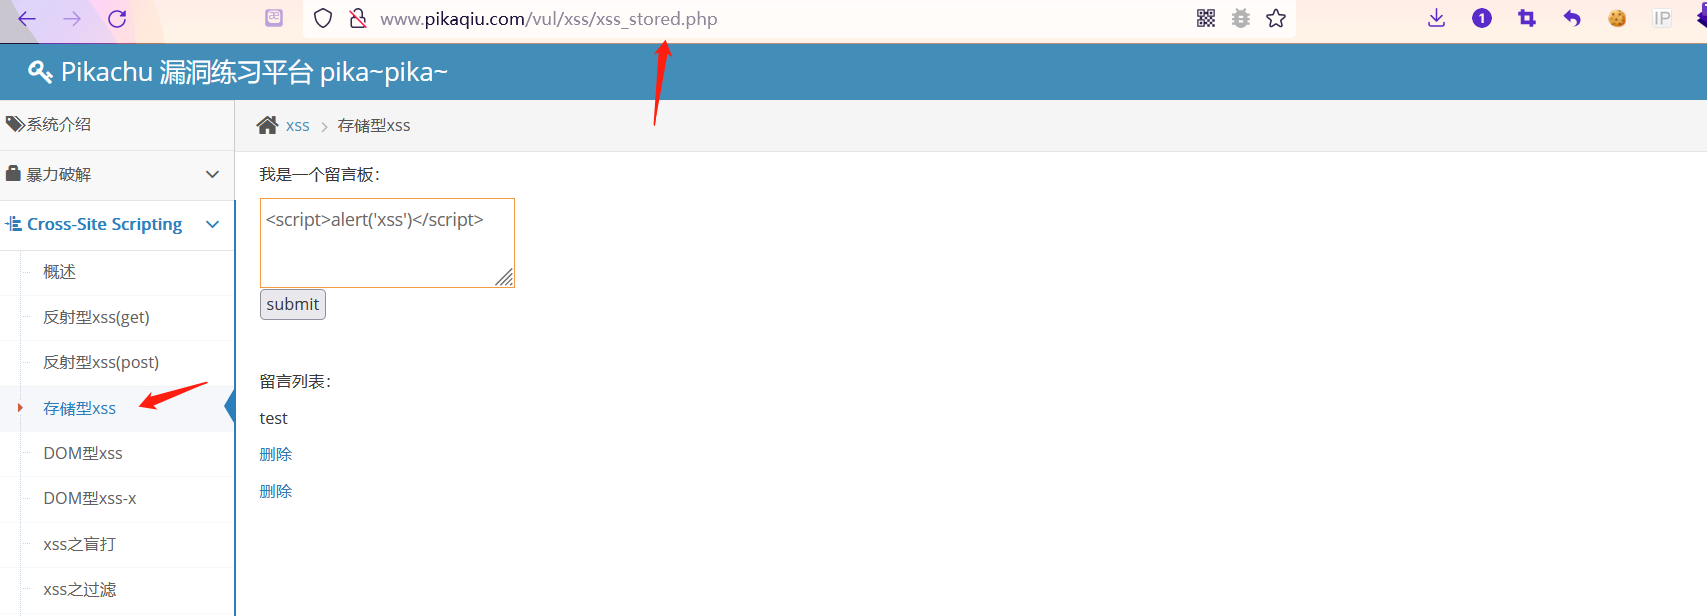 www.pikaqiu.com/vul/xss/xss_stored.php
1
IP
Pikachu 漏洞练习平台 pika~pika~
系统介绍
暴力破解
Cross-Site Scripting
概述
反射型xss(get)
反射型xss(post)
存储型xss
DOM型xss
DOM型xss-x
xss之盲打
xss之过滤
xss > 存储型xss
我是一个留言板：
<script>alert('xss')</script>
submit
留言列表：
test
删除
删除